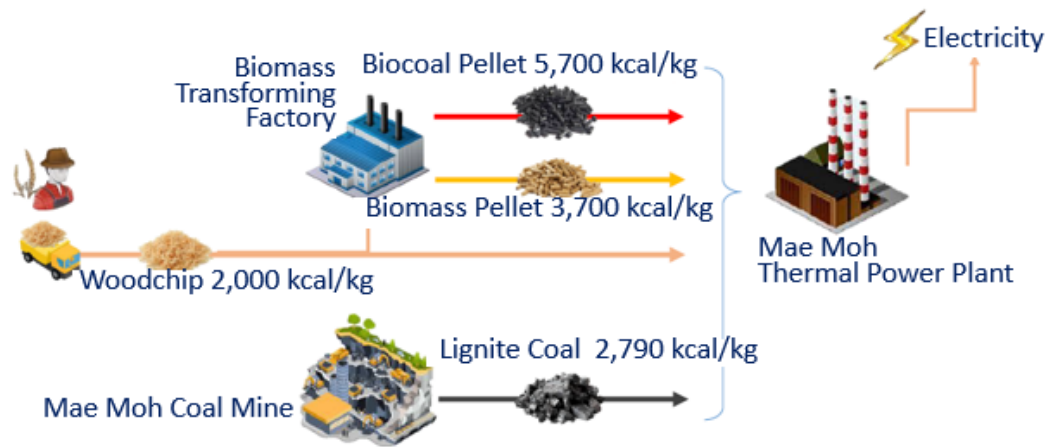 Electricity
Biomass
Transforming
Factory
Biocoal Pellet 5,700 kcal/kg
Biomass Pellet 3,700 kcal/kg
Woodchip 2,000 kcal/kg
Mae Moh
Thermal Power Plant
Lignite Coal 2,790 kcal/kg
Mae Moh Coal Mine